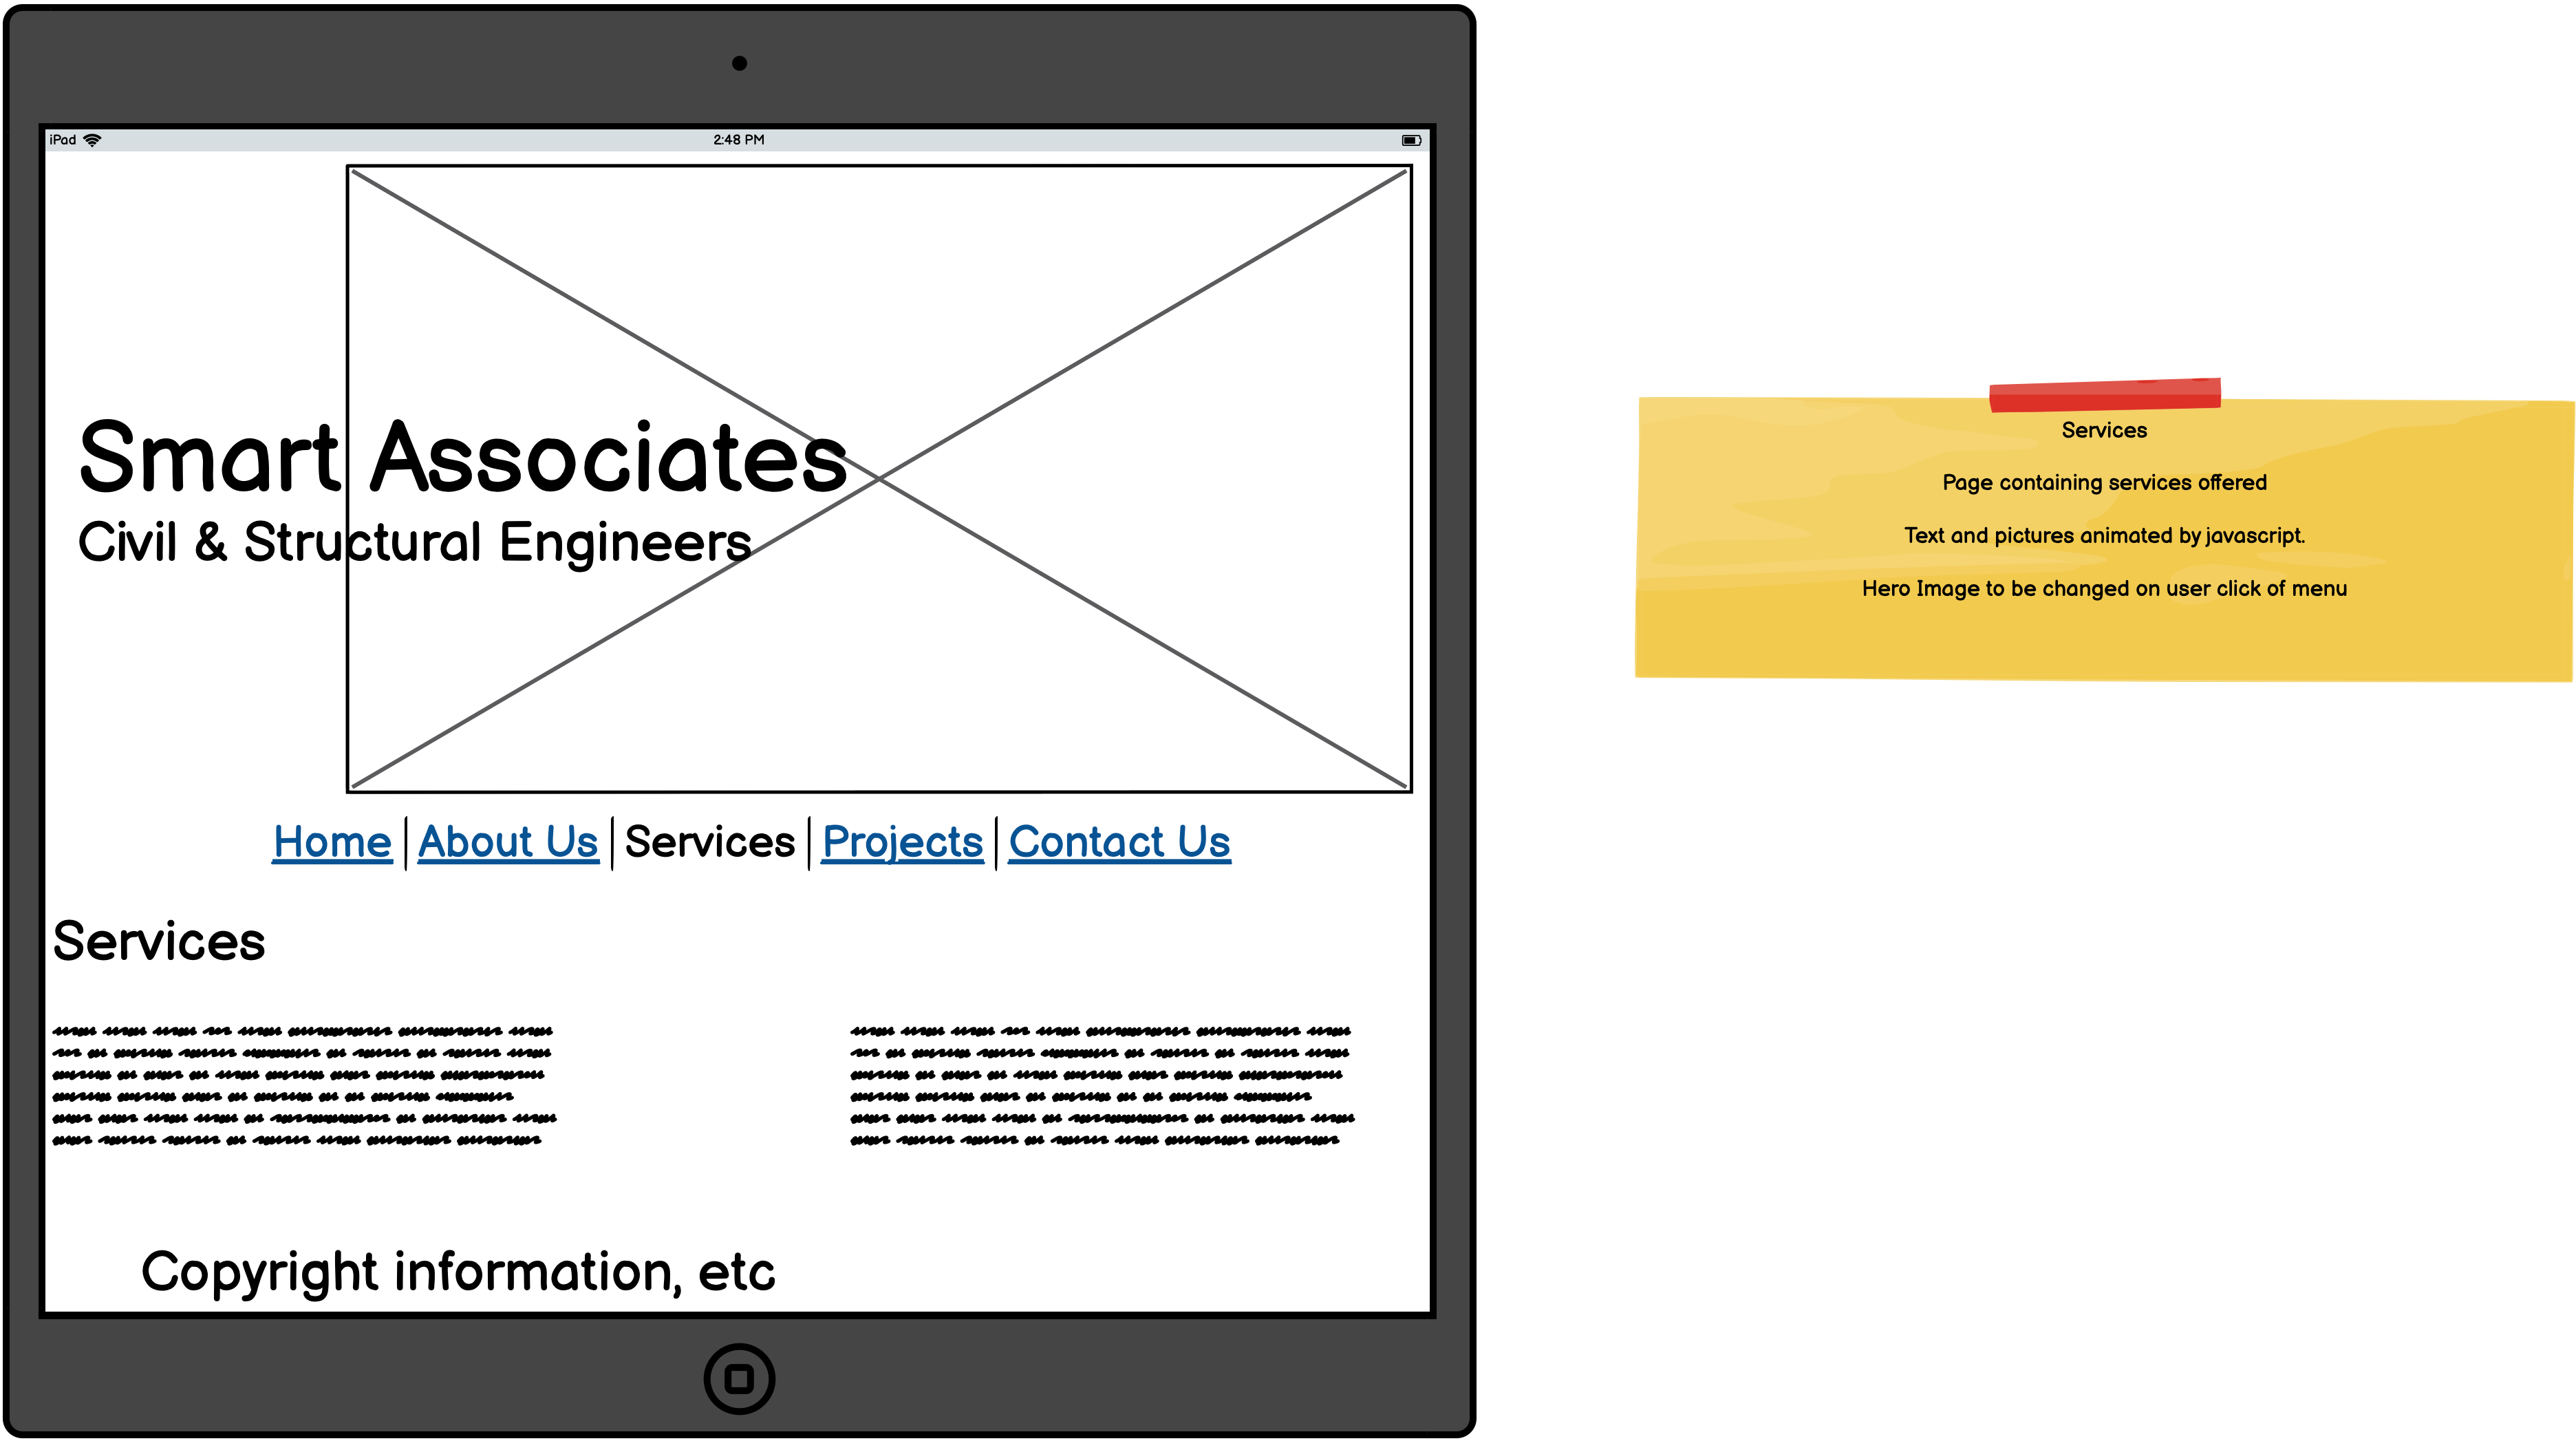 iPad 2:48 PM
Smart Associates
Civil & Structural Engineers
Home About Us Services Projects Contact Us
Services
Copyright information, etc
Services
Page containing services offered
Text and pictures animated by javascript.
Hero Image to be changed on user click of menu